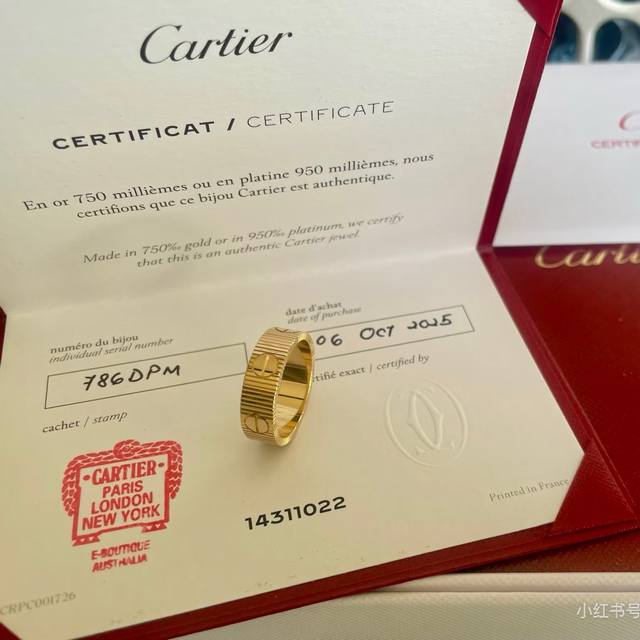 Cartier
CERTIFICAT / CERTIFICATE
En or 750 millièmes ou en platine 950 millièmes, nous
certifions que ce bijou Cartier est authentique.
Made in 750‰ gold or in 950‰ platinum, we certify
that this is an authentic Cartier jewel.
numéro du bijou
individual serial number
786DPM
date d'achat
date of purchase
06 OCT 2025
cachet / stamp
exact / certified by
CARTIER
PARIS
LONDON
NEW YORK
E-BOUTIQUE
AUSTRALIA
14311022
Printed in France
CRPC001726
小红书号